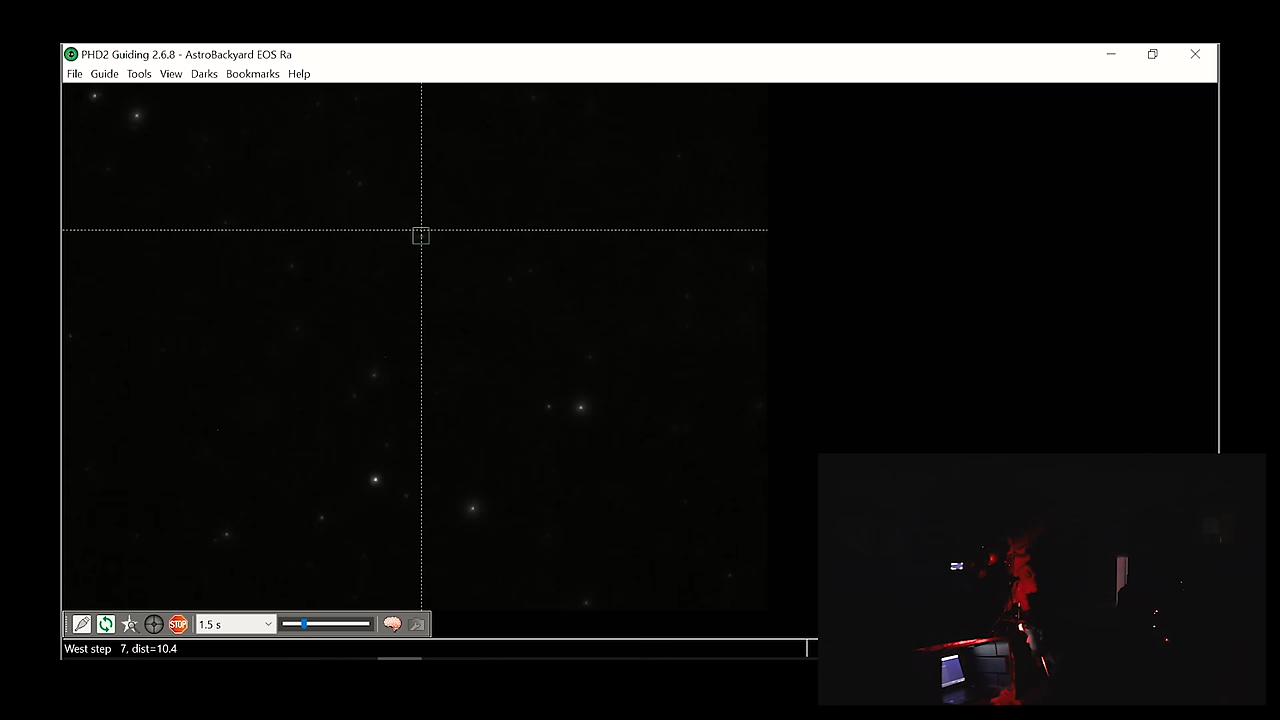 PHD2 Guiding 2.6.8 - AstroBackyard EOS Ra
File Guide Tools View Darks Bookmarks Help
STOP 1.5 s
West step 7, dist=10.4